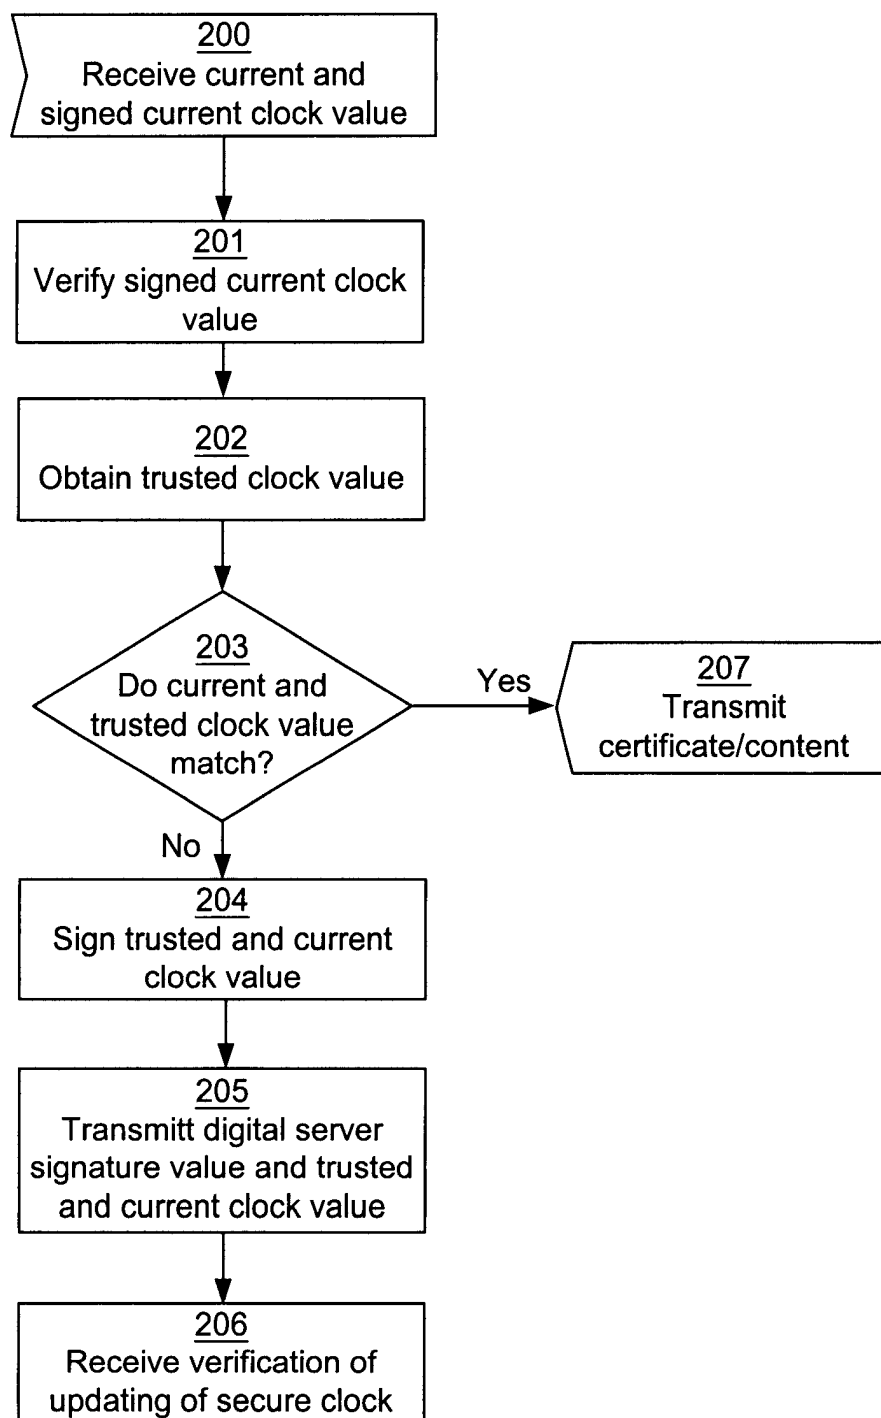 200
Receive current and
signed current clock value
201
Verify signed current clock
value
202
Obtain trusted clock value
203
Do current and
trusted clock value
match?
Yes
207
Transmit
certificate/content
No
204
Sign trusted and current
clock value
205
Transmitt digital server
signature value and trusted
and current clock value
206
Receive verification of
updating of secure clock